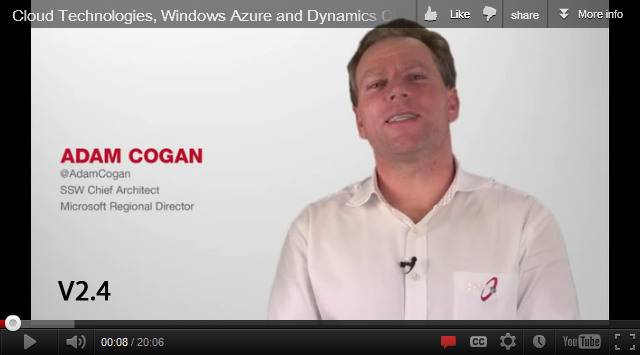 Cloud Technologies, Windows Azure and Dynamics C
Like
share
More info
ADAM COGAN
@AdamCogan
SSW Chief Architect
Microsoft Regional Director
V2.4
00:08 / 20:06
CC
YouTube